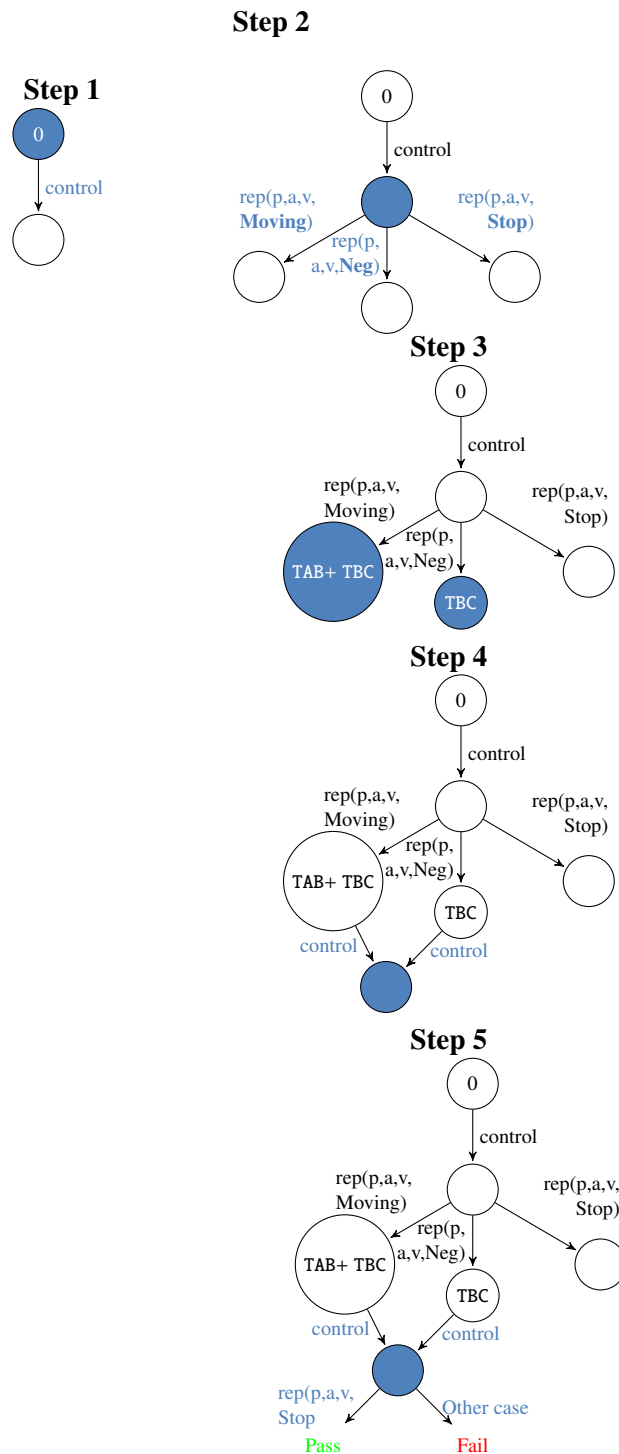 Step 2
Step 1
0
control
0
control
rep(p,a,v,
Moving)
rep(p,
a,v,Neg)
rep(p,a,v,
Stop)
Step 3
0
control
rep(p,a,v,
Moving)
rep(p,
a,v,Neg)
rep(p,a,v,
Stop)
TAB+ TBC
TBC
Step 4
0
control
rep(p,a,v,
Moving)
rep(p,
a,v,Neg)
rep(p,a,v,
Stop)
TAB+ TBC
TBC
control
control
Step 5
0
control
rep(p,a,v,
Moving)
rep(p,
a,v,Neg)
rep(p,a,v,
Stop)
TAB+ TBC
TBC
control
control
rep(p,a,v,
Stop
Other case
Pass
Fail